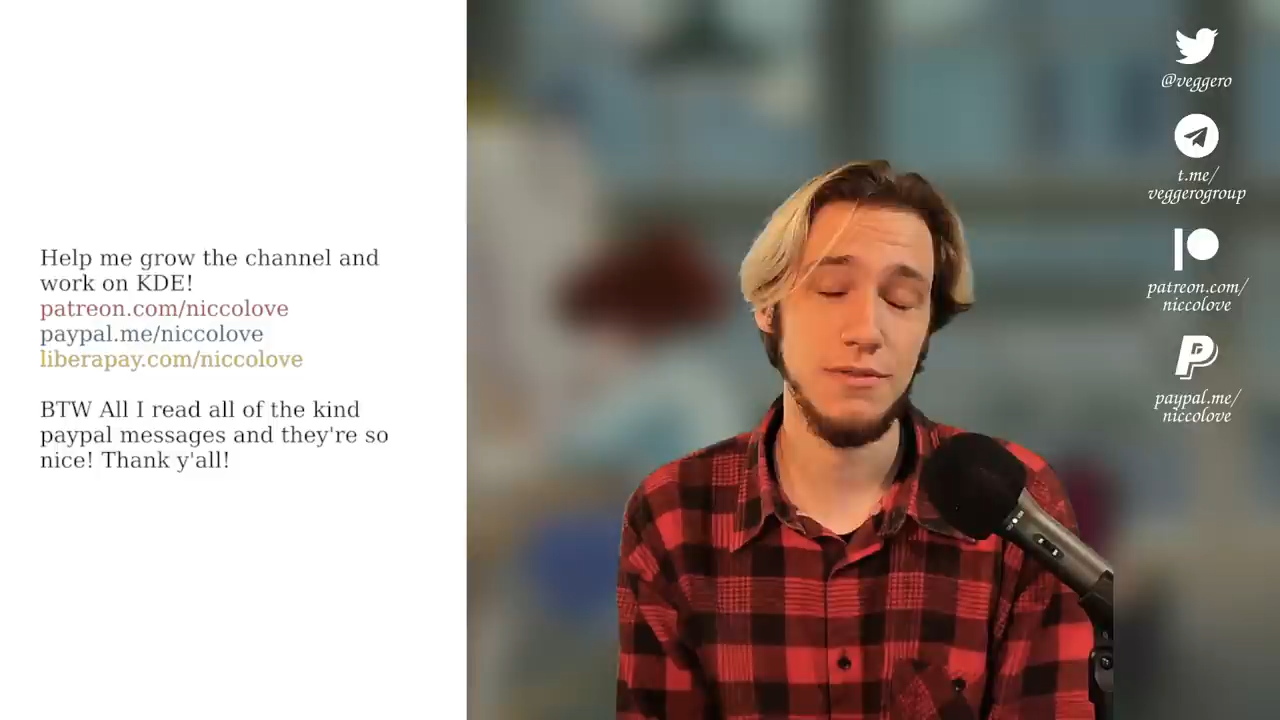 Help me grow the channel and
work on KDE!
patreon.com/niccolove
paypal.me/niccolove
liberapay.com/niccolove
BTW All I read all of the kind
paypal messages and they're so
nice! Thank y'all!
@veggero
t.me/
veggerogroup
patreon.com/
niccolove
paypal.me/
niccolove